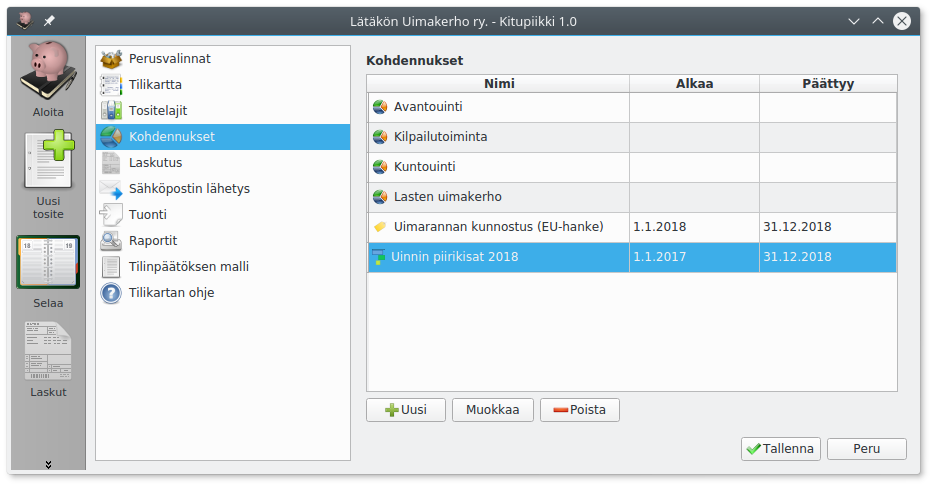 Lätäkön Uimakerho ry. - Kitupiikki 1.0
Aloita
Uusi
tosite
18
19
Selaa
Laskut
Perusvalinnat
Tilikartta
Tositelajit
Kohdennukset
Laskutus
Sähköpostin lähetys
Tuonti
Raportit
Tilinpäätöksen malli
Tilikartan ohje
Kohdennukset
Nimi Alkaa Päättyy
Avantouinti
Kilpailutoiminta
Kuntouinti
Lasten uimakerho
Uimarannan kunnostus (EU-hanke) 1.1.2018 31.12.2018
Uinnin piirikisat 2018 1.1.2017 31.12.2018
Uusi Muokkaa Poista
Tallenna Peru